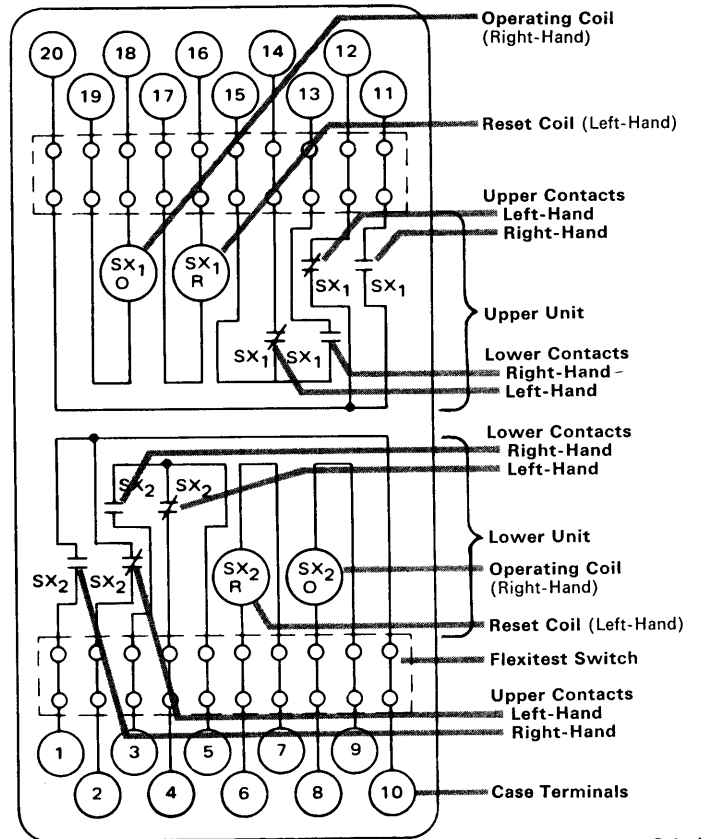 Operating Coil
(Right-Hand)
20
18
16
14
12
19
17
15
13
11
Reset Coil (Left-Hand)
Upper Contacts
Left-Hand
Right-Hand
SX1
O
SX1
R
SX1
SX1
Upper Unit
SX1
SX1
Lower Contacts
Right-Hand
Left-Hand
Lower Contacts
Right-Hand
Left-Hand
SX2
SX2
Lower Unit
SX2
SX2
SX2
R
SX2
O
Operating Coil
(Right-Hand)
Reset Coil (Left-Hand)
Flexitest Switch
Upper Contacts
Left-Hand
Right-Hand
1
3
5
7
9
2
4
6
8
10
Case Terminals